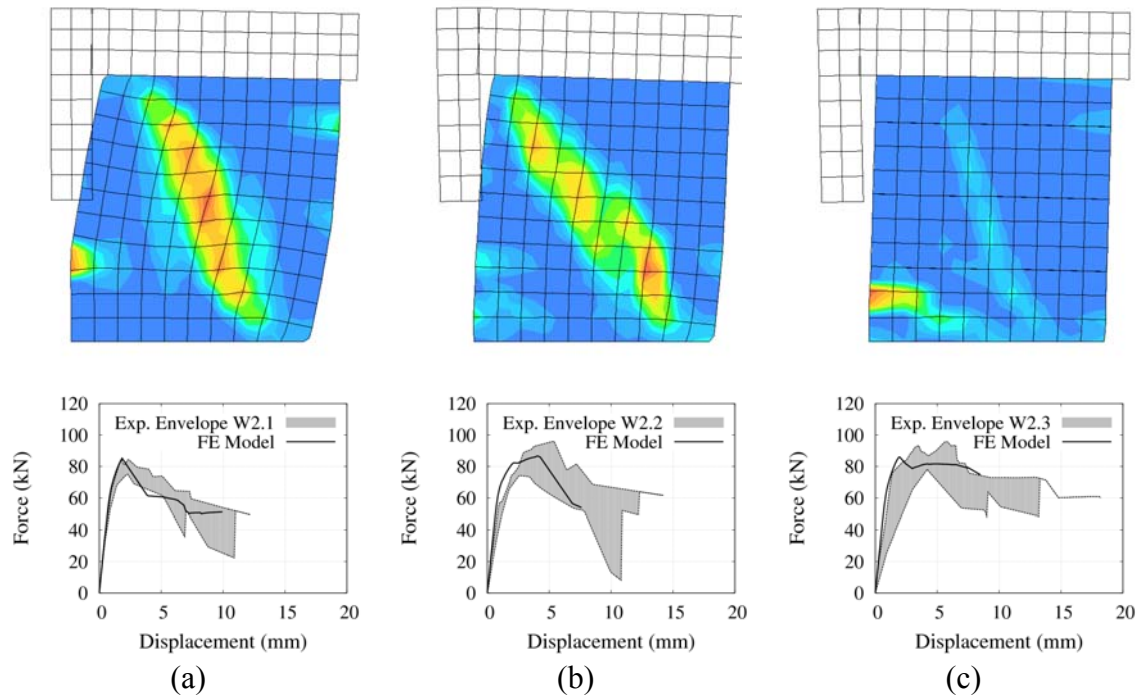 120
100
80
60
40
20
0
Force (kN)
Exp. Envelope W2.1
FE Model
0 5 10 15 20
Displacement (mm)
(a)
120
100
80
60
40
20
0
Force (kN)
Exp. Envelope W2.2
FE Model
0 5 10 15 20
Displacement (mm)
(b)
120
100
80
60
40
20
0
Force (kN)
Exp. Envelope W2.3
FE Model
0 5 10 15 20
Displacement (mm)
(c)